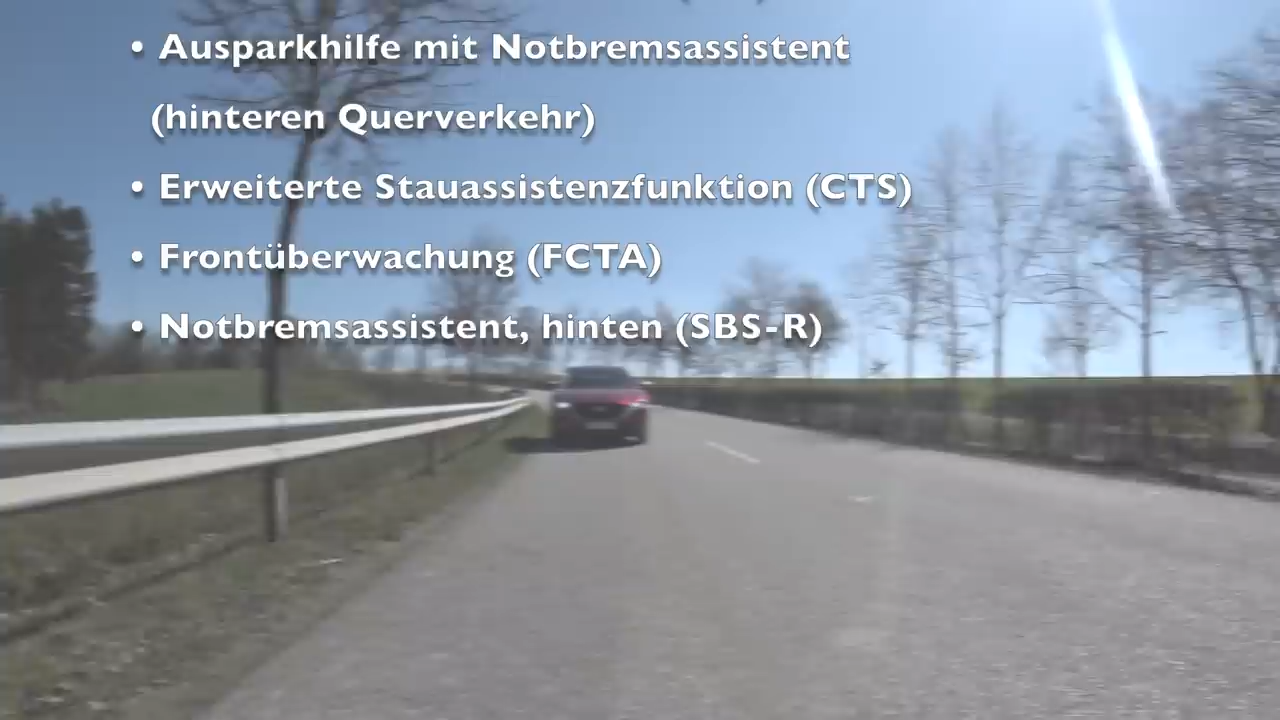 • Ausparkhilfe mit Notbremsassistent
(hinteren Querverkehr)
• Erweiterte Stauassistenzfunktion (CTS)
• Frontüberwachung (FCTA)
• Notbremsassistent, hinten (SBS-R)